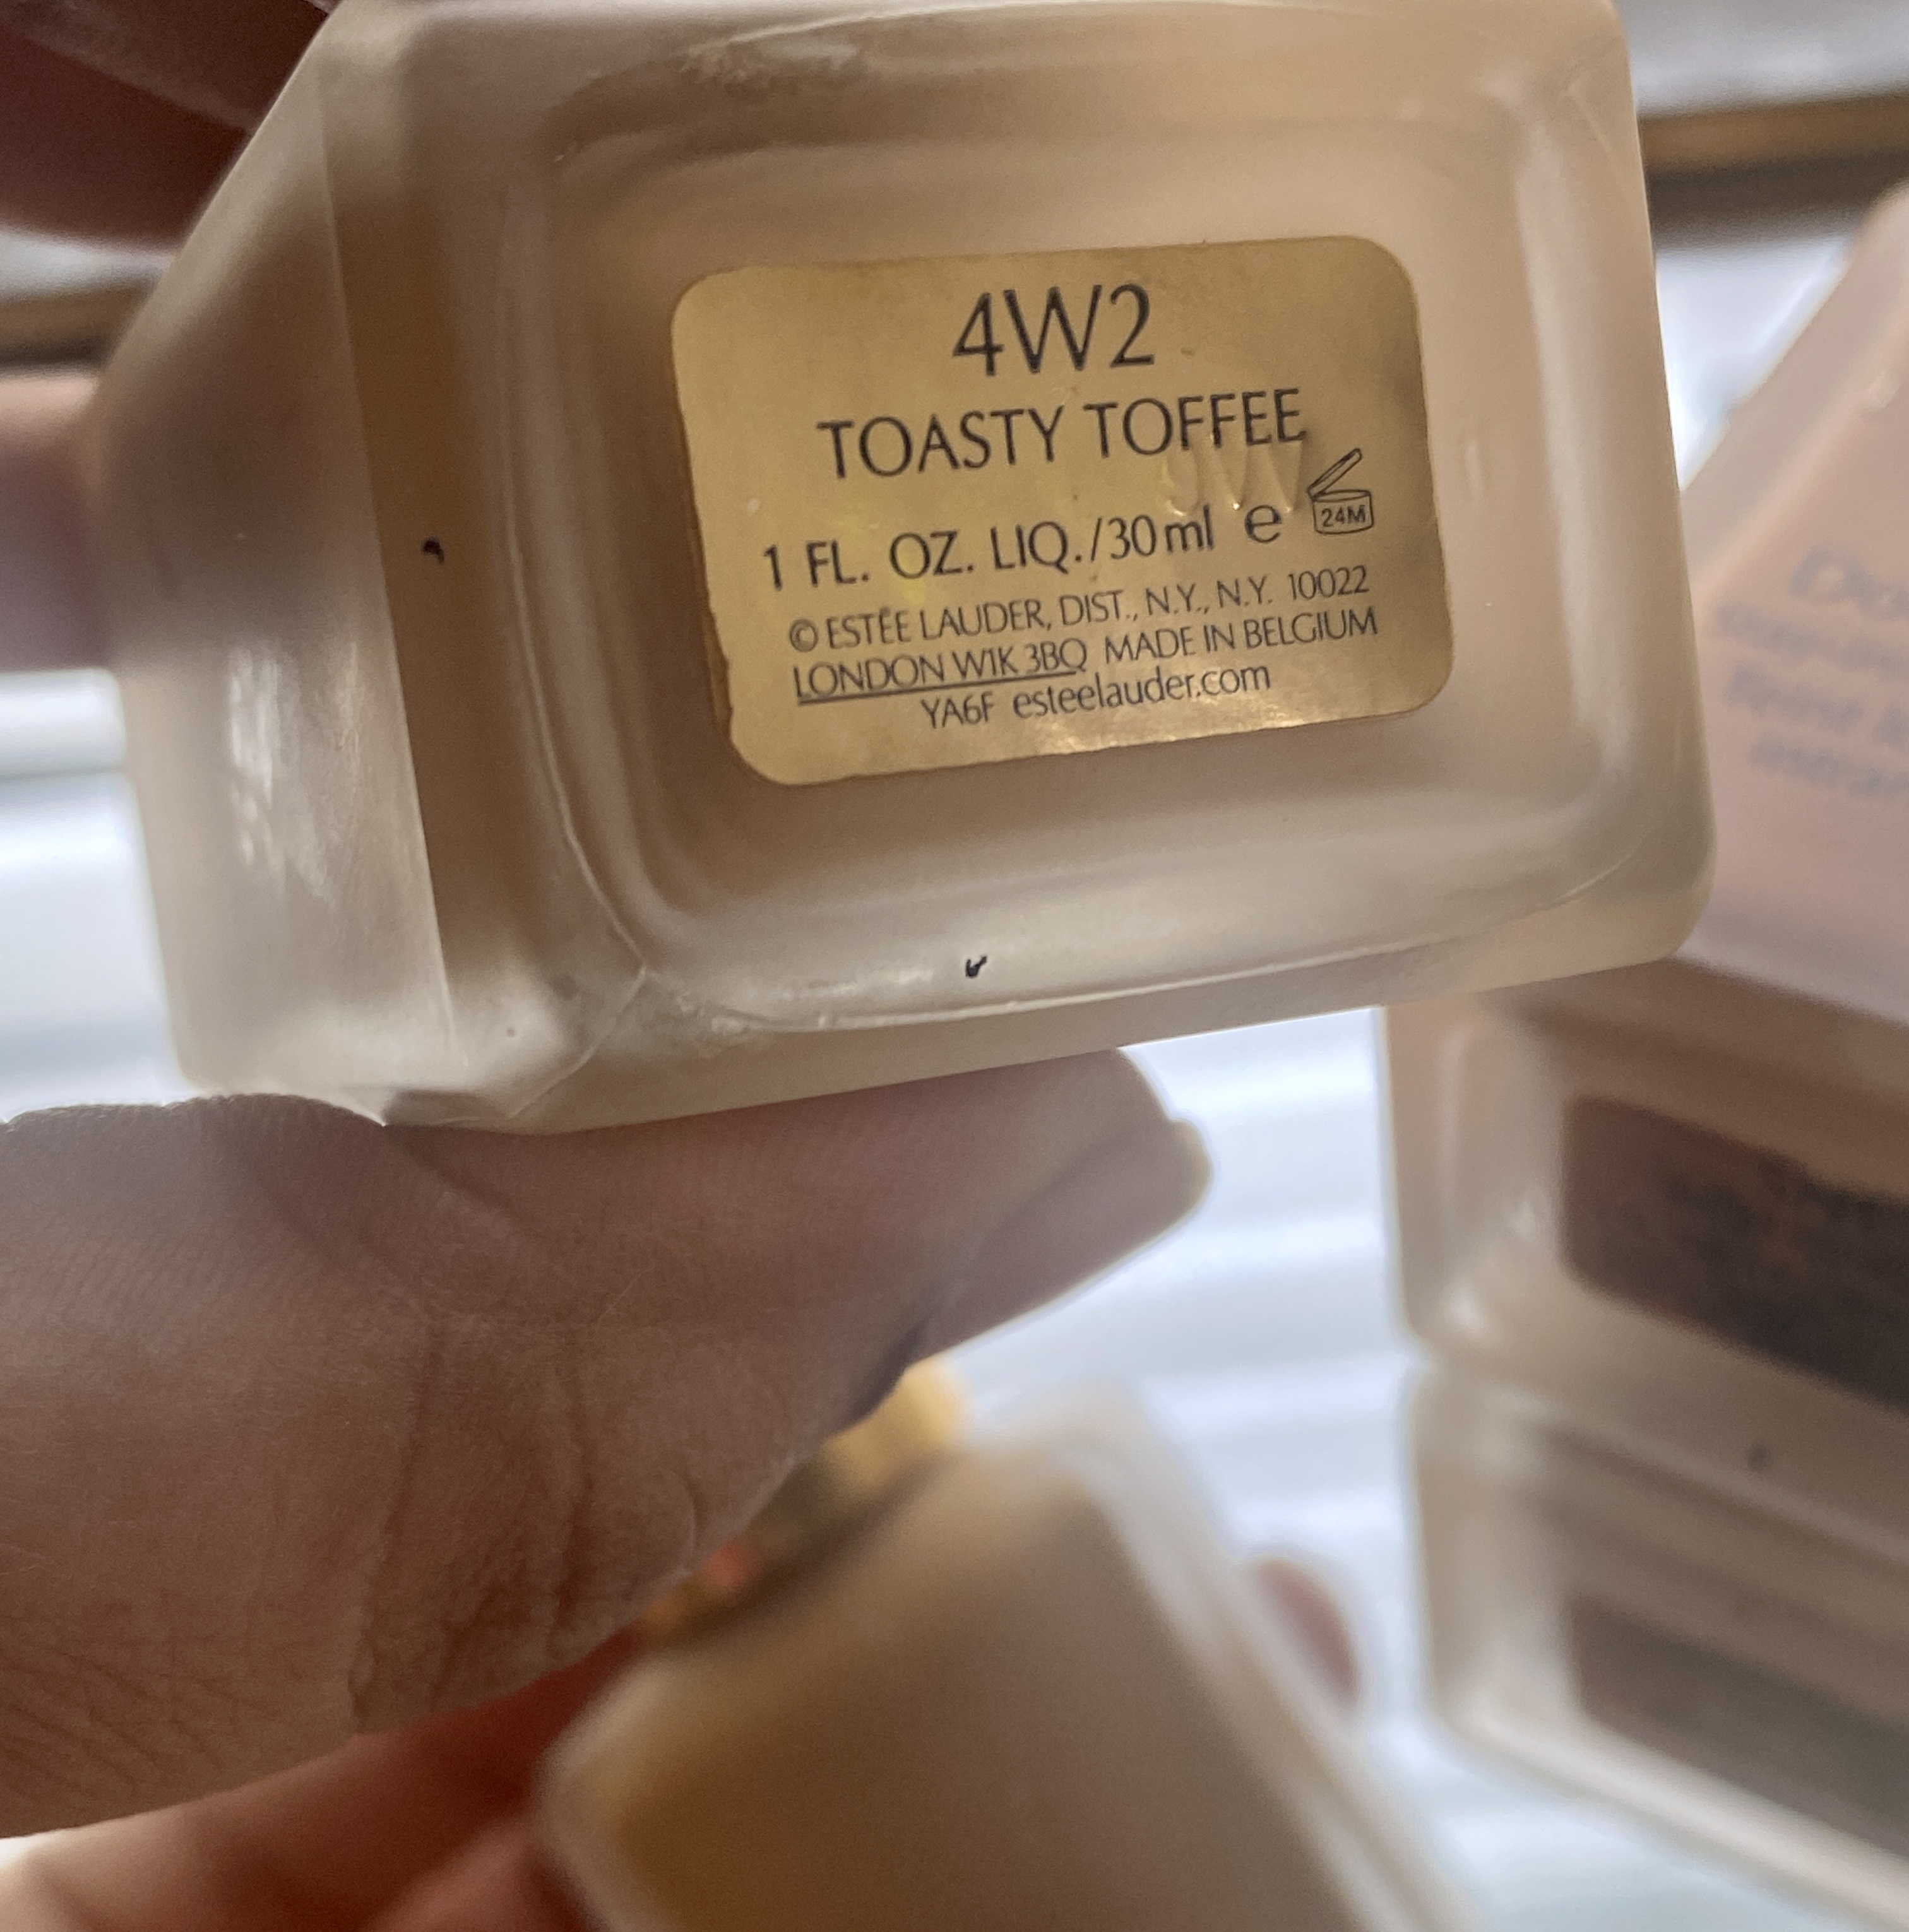 4W2
TOASTY TOFFEE
1 FL. OZ. LIQ./30ml e 24M
© ESTĒE LAUDER, DIST., N.Y., N.Y. 10022
LONDON W1K 3BQ MADE IN BELGIUM
YA6F esteelauder.com